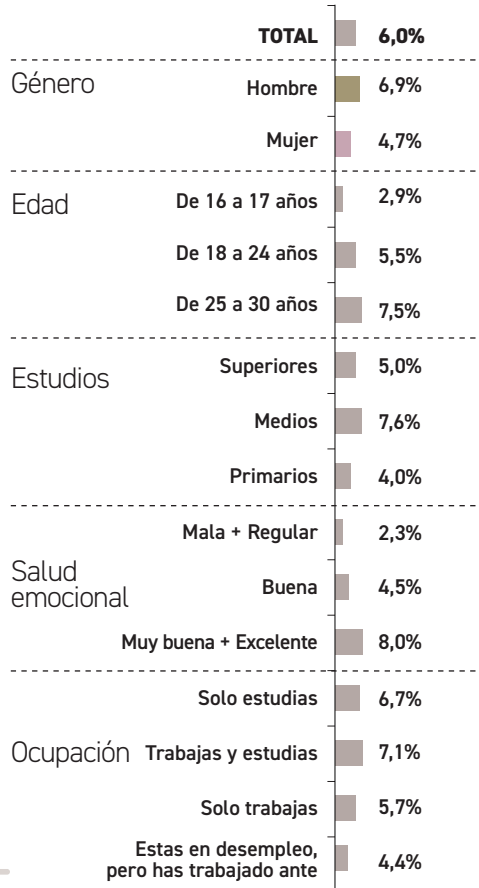 TOTAL 6,0%
Género
Hombre 6,9%
Mujer 4,7%
Edad
De 16 a 17 años 2,9%
De 18 a 24 años 5,5%
De 25 a 30 años 7,5%
Estudios
Superiores 5,0%
Medios 7,6%
Primarios 4,0%
Salud
emocional
Mala + Regular 2,3%
Buena 4,5%
Muy buena + Excelente 8,0%
Ocupación
Solo estudias 6,7%
Trabajas y estudias 7,1%
Solo trabajas 5,7%
Estas en desempleo,
pero has trabajado ante 4,4%